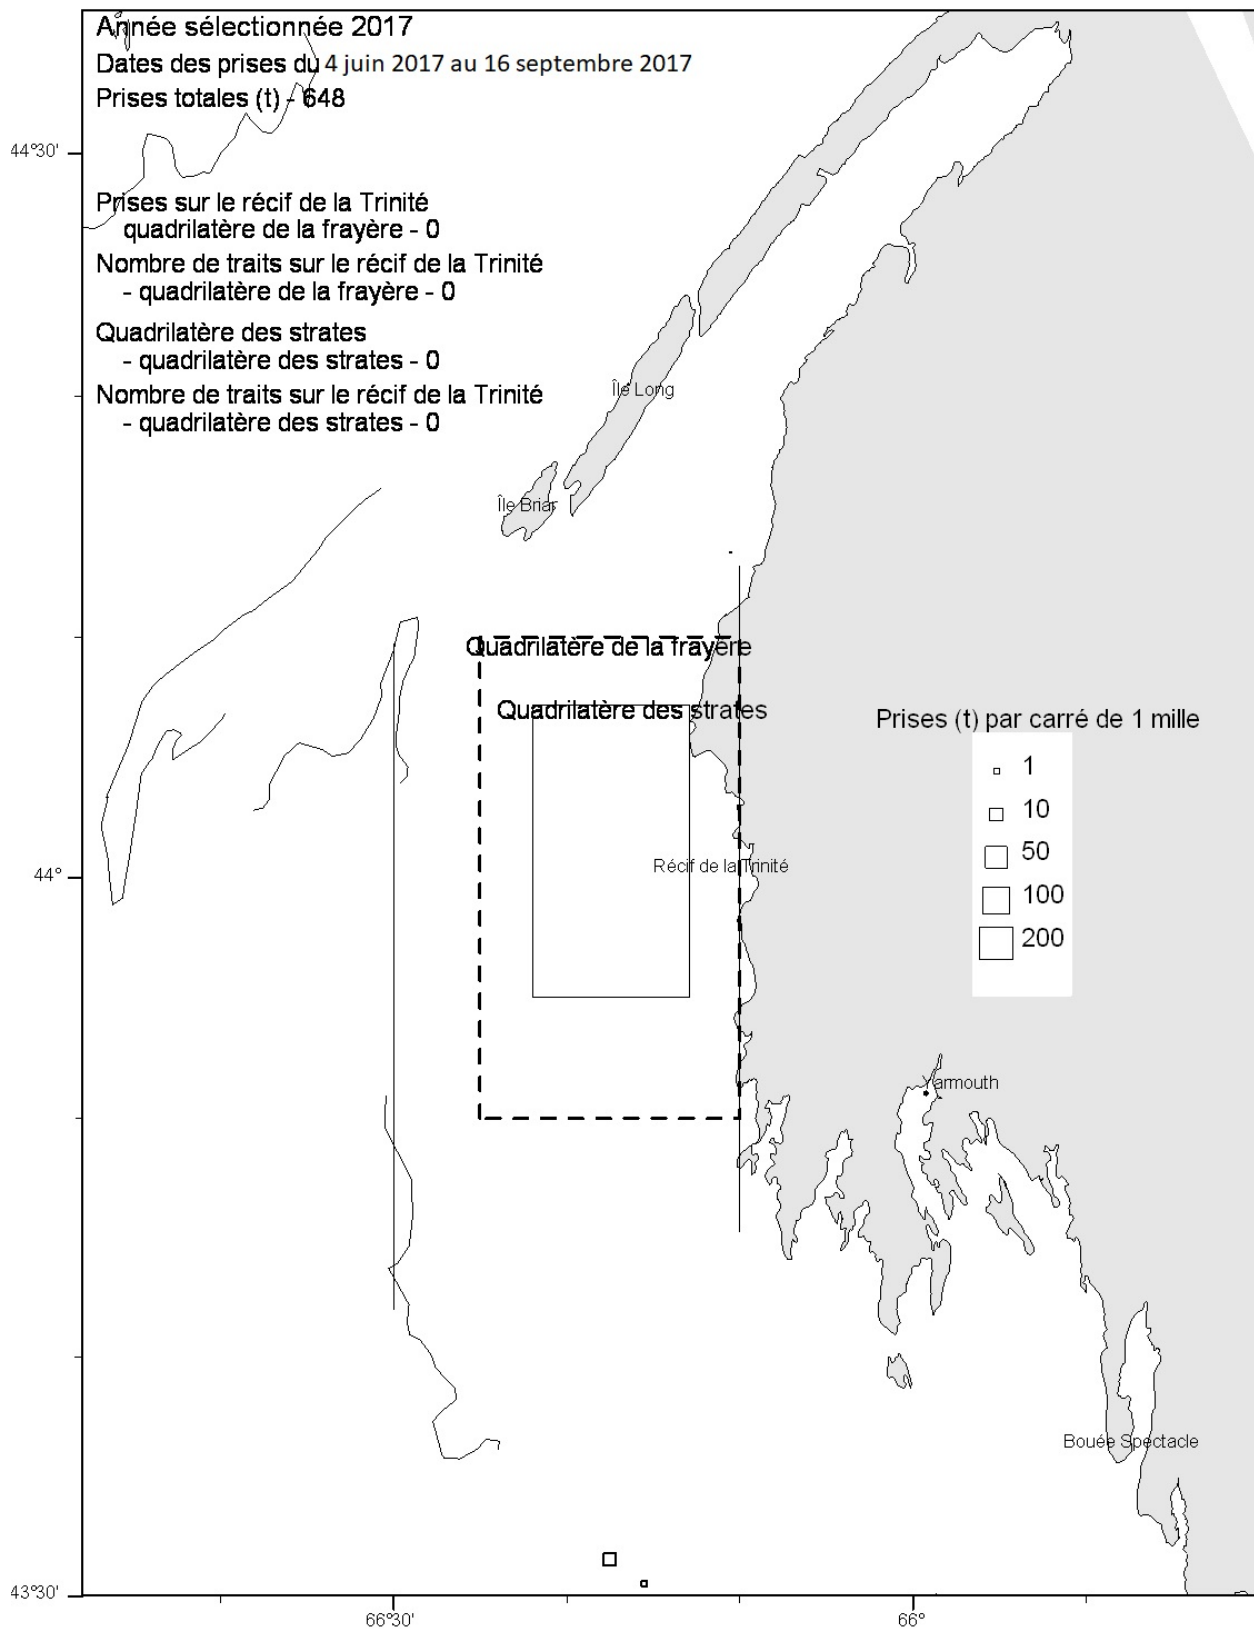 Année sélectionnée 2017
Dates des prises du 4 juin 2017 au 16 septembre 2017
Prises totales (t) - 648
44°30'
Prises sur le récif de la Trinité
quadrilatère de la frayère - 0
Nombre de traits sur le récif de la Trinité
- quadrilatère de la frayère - 0
Quadrilatère des strates
- quadrilatère des strates - 0
Nombre de traits sur le récif de la Trinité
- quadrilatère des strates - 0
Île Long
Île Briar
Quadrilatère de la frayère
Quadrilatère des strates
Prises (t) par carré de 1 mille
1
10
50
100
200
44°
Récif de la Trinité
Yarmouth
Bouée Spectacle
43°30'
66°30'
66°